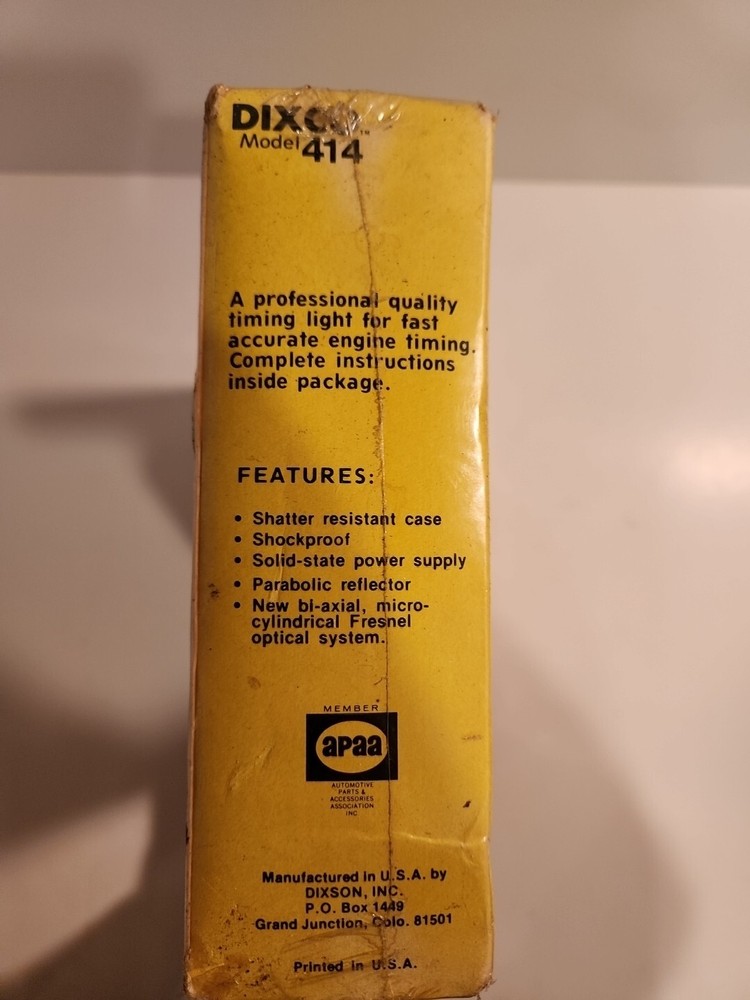 DIXCO™
Model 414
A professional quality
timing light for fast
accurate engine timing.
Complete instructions
inside package.
FEATURES:
• Shatter resistant case
• Shockproof
• Solid-state power supply
• Parabolic reflector
• New bi-axial, micro-
cylindrical Fresnel
optical system.
MEMBER
apaa
AUTOMOTIVE
PARTS &
ACCESSORIES
ASSOCIATION
INC
Manufactured in U.S.A. by
DIXSON, INC.
P.O. Box 1449
Grand Junction, Colo. 81501
Printed in U.S.A.